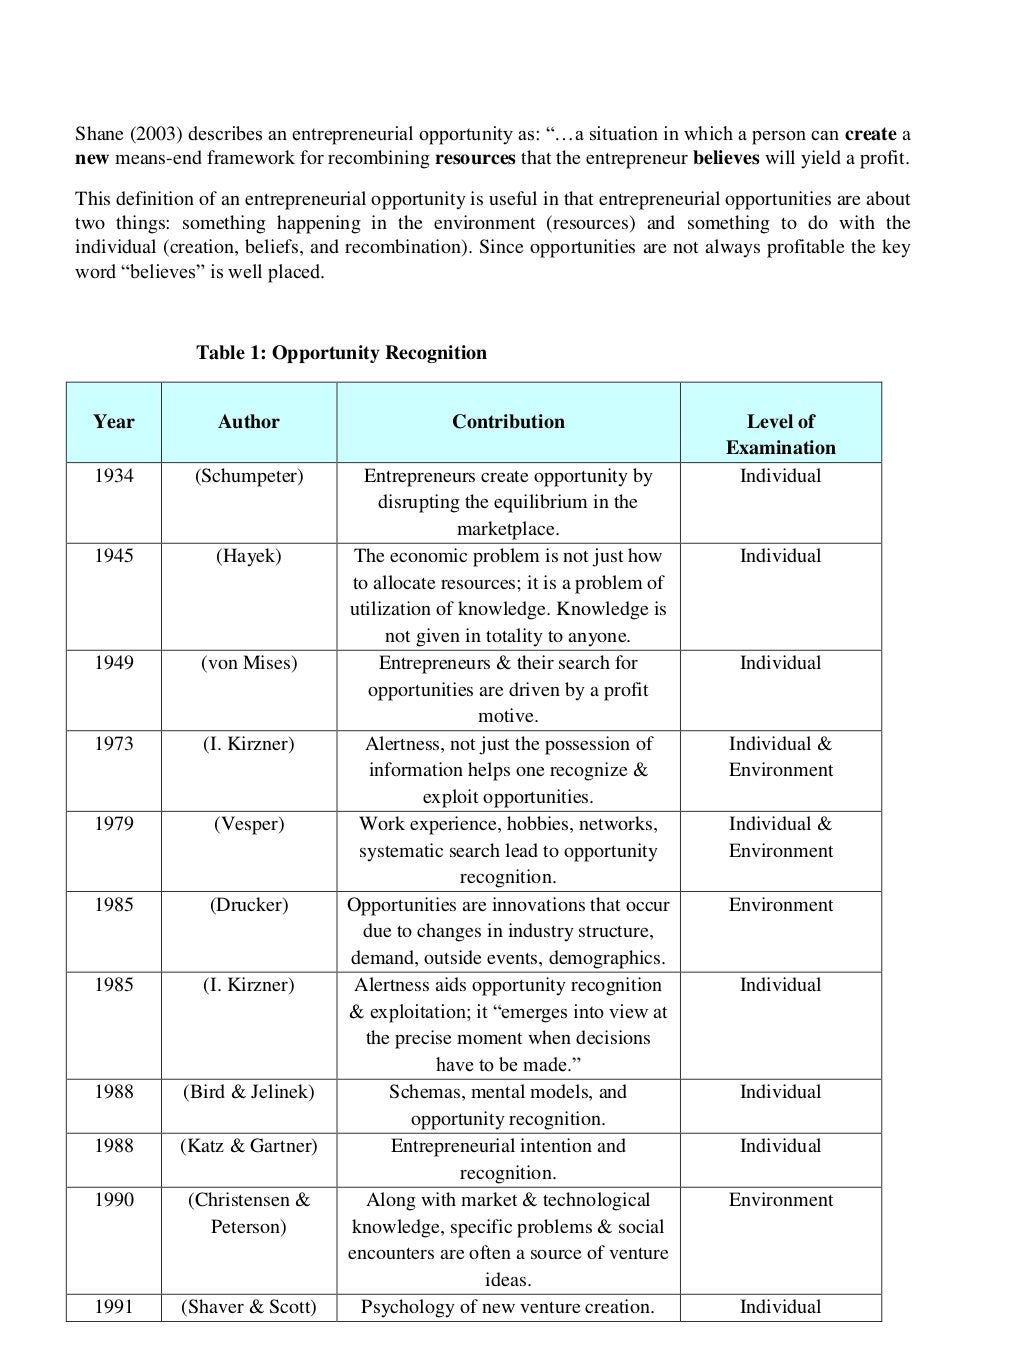 Shane (2003) describes an entrepreneurial opportunity as: “…a situation in which a person can create a
new means-end framework for recombining resources that the entrepreneur believes will yield a profit.
This definition of an entrepreneurial opportunity is useful in that entrepreneurial opportunities are about
two things: something happening in the environment (resources) and something to do with the
individual (creation, beliefs, and recombination). Since opportunities are not always profitable the key
word “believes” is well placed.
Table 1: Opportunity Recognition
Year Author Contribution Level of
Examination
1934 (Schumpeter) Entrepreneurs create opportunity by Individual
disrupting the equilibrium in the
marketplace.
1945 (Hayek) The economic problem is not just how Individual
to allocate resources; it is a problem of
utilization of knowledge. Knowledge is
not given in totality to anyone.
1949 (von Mises) Entrepreneurs & their search for Individual
opportunities are driven by a profit
motive.
1973 (I. Kirzner) Alertness, not just the possession of Individual &
information helps one recognize & Environment
exploit opportunities.
1979 (Vesper) Work experience, hobbies, networks, Individual &
systematic search lead to opportunity Environment
recognition.
1985 (Drucker) Opportunities are innovations that occur Environment
due to changes in industry structure,
demand, outside events, demographics.
1985 (I. Kirzner) Alertness aids opportunity recognition Individual
& exploitation; it “emerges into view at
the precise moment when decisions
have to be made.”
1988 (Bird & Jelinek) Schemas, mental models, and Individual
opportunity recognition.
1988 (Katz & Gartner) Entrepreneurial intention and Individual
recognition.
1990 (Christensen & Along with market & technological Environment
Peterson) knowledge, specific problems & social
encounters are often a source of venture
ideas.
1991 (Shaver & Scott) Psychology of new venture creation. Individual